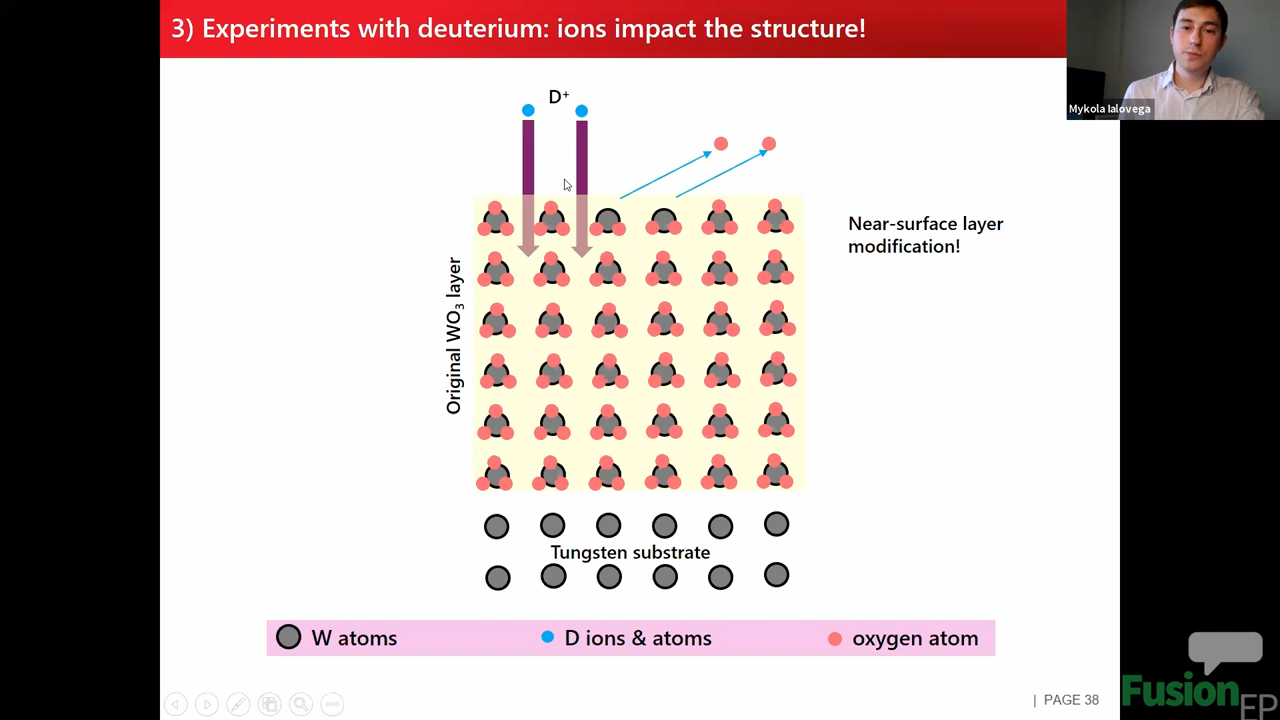 3) Experiments with deuterium: ions impact the structure!
Mykola Ialovega
D⁺
Near-surface layer
modification!
Original WO₃ layer
Tungsten substrate
W atoms
D ions & atoms
oxygen atom
| PAGE 38
Fusion
EP